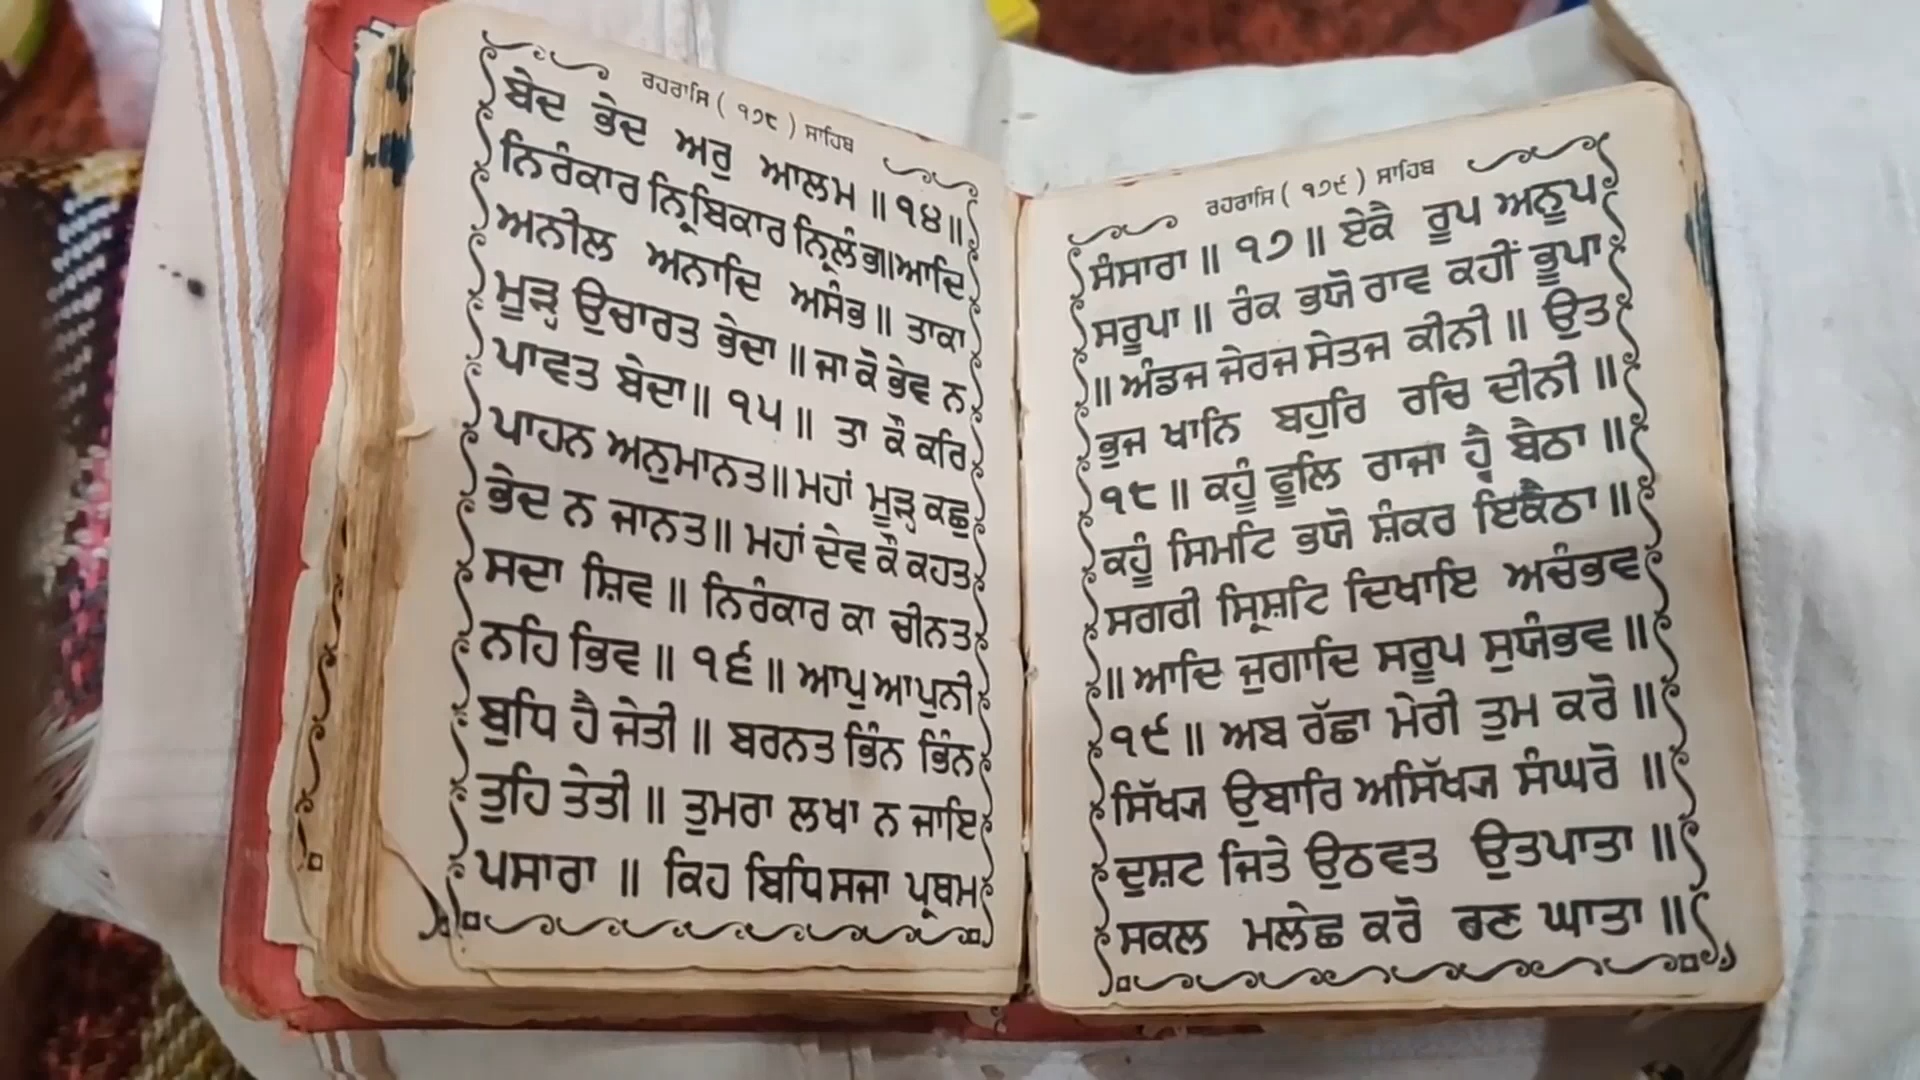 ਰਹਰਾਸਿ ( ੧੭੮ ) ਸਾਹਿਬ
ਬੇਦ ਭੇਦ ਅਰੁ ਆਲਮ ॥ ੧੪ ॥
ਨਿਰੰਕਾਰ ਨ੍ਰਿਬਿਕਾਰ ਨ੍ਰਿਲੰਭ॥ਆਦਿ
ਅਨੀਲ ਅਨਾਦਿ ਅਸੰਭ॥ ਤਾਕਾ
ਮੂੜ੍ਹ ਉਚਾਰਤ ਭੇਦਾ ॥ ਜਾ ਕੋ ਭੇਵ ਨ
ਪਾਵਤ ਬੇਦਾ॥ ੧੫॥ ਤਾ ਕੌ ਕਰਿ
ਪਾਹਨ ਅਨੁਮਾਨਤ॥ਮਹਾਂ ਮੂੜ੍ਹ ਕਛੂ
ਭੇਦ ਨ ਜਾਨਤ॥ ਮਹਾਂ ਦੇਵ ਕੌ ਕਹਤ
ਸਦਾ ਸ਼ਿਵ ॥ ਨਿਰੰਕਾਰ ਕਾ ਚੀਨਤ
ਨਹਿ ਭਿਵ ॥ ੧੬ ॥ ਆਪੁ ਆਪੁਨੀ
ਬੁਧਿ ਹੈ ਜੇਤੀ ॥ ਬਰਨਤ ਭਿੰਨ ਭਿੰਨ
ਤੁਹਿ ਤੇਤੀ ॥ ਤੁਮਰਾ ਲਖਾ ਨ ਜਾਇ
ਪਸਾਰਾ ॥ ਕਿਹ ਬਿਧਿ ਸਜਾ ਪ੍ਰਥਮ
ਰਹਰਾਸਿ ( ੧੭੯ ) ਸਾਹਿਬ
ਸੰਸਾਰਾ ॥ ੧੭ ॥ ਏਕੈ ਰੂਪ ਅਨੂਪ
ਸਰੂਪਾ ॥ ਰੰਕ ਭਯੋ ਰਾਵ ਕਹੀਂ ਭੂਪਾ
॥ ਅੰਡਜ ਜੇਰਜ ਸੇਤਜ ਕੀਨੀ ॥ ਉਤ
ਭੁਜ ਖਾਨਿ ਬਹੁਰਿ ਰਚਿ ਦੀਨੀ ॥
੧੮ ॥ ਕਹੂੰ ਫੂਲਿ ਰਾਜਾ ਹ੍ਵੈ ਬੈਠਾ ॥
ਕਹੂੰ ਸਿਮਟਿ ਭਯੋ ਸ਼ੰਕਰ ਇਕੈਠਾ ॥
ਸਗਰੀ ਸ੍ਰਿਸ਼ਟਿ ਦਿਖਾਇ ਅਚੰਭਵ
॥ ਆਦਿ ਜੁਗਾਦਿ ਸਰੂਪ ਸੁਯੰਭਵ ॥
੧੯ ॥ ਅਬ ਰੱਛਾ ਮੇਰੀ ਤੁਮ ਕਰੋ ॥
ਸਿੱਖ੍ਯ ਉਬਾਰਿ ਅਸਿੱਖ੍ਯ ਸੰਘਰੋ ॥
ਦੁਸ਼ਟ ਜਿਤੇ ਉਠਵਤ ਉਤਪਾਤਾ ॥
ਸਕਲ ਮਲੇਛ ਕਰੋ ਰਣ ਘਾਤਾ ॥